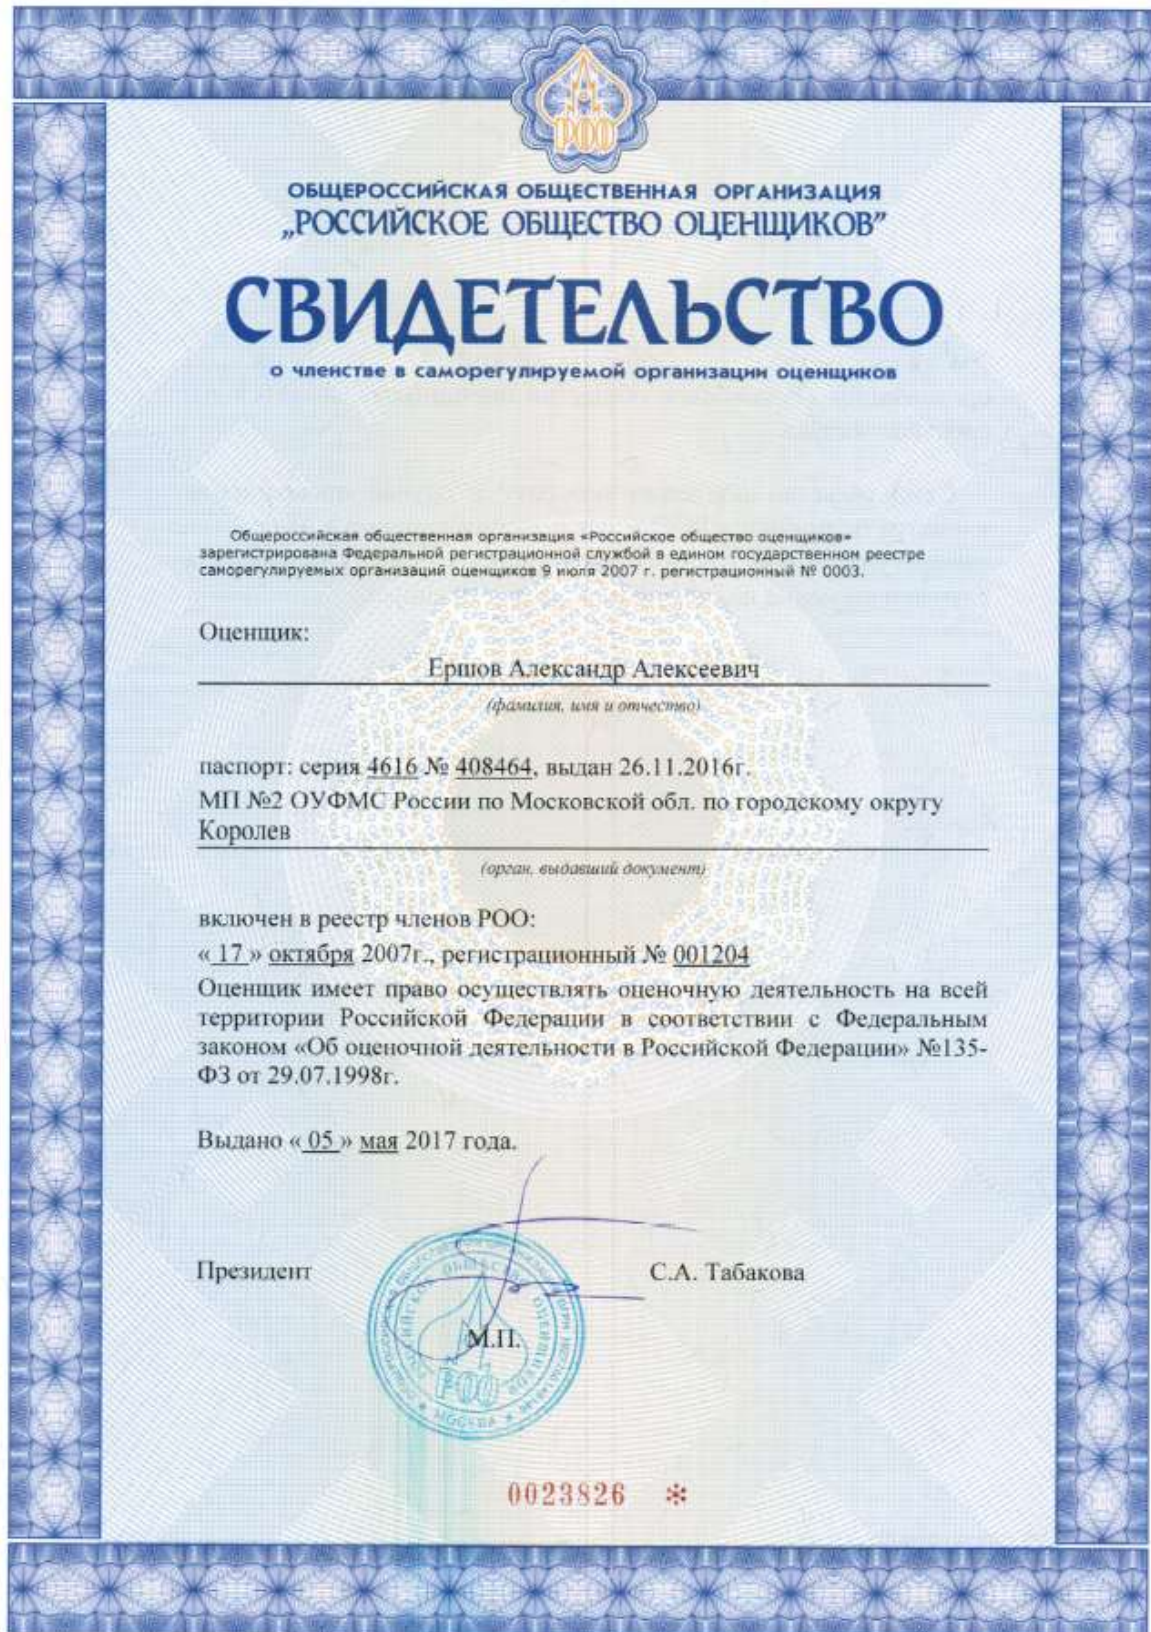 РОО
ОБЩЕРОССИЙСКАЯ ОБЩЕСТВЕННАЯ ОРГАНИЗАЦИЯ
„РОССИЙСКОЕ ОБЩЕСТВО ОЦЕНЩИКОВ”
СВИДЕТЕЛЬСТВО
о членстве в саморегулируемой организации оценщиков
Общероссийская общественная организация «Российское общество оценщиков»
зарегистрирована Федеральной регистрационной службой в едином государственном реестре
саморегулируемых организаций оценщиков 9 июля 2007 г. регистрационный № 0003.
Оценщик:
Ершов Александр Алексеевич
(фамилия, имя и отчество)
паспорт: серия 4616 № 408464, выдан 26.11.2016г.
МП №2 ОУФМС России по Московской обл. по городскому округу
Королев
(орган, выдавший документ)
включен в реестр членов РОО:
« 17 » октября 2007г., регистрационный № 001204
Оценщик имеет право осуществлять оценочную деятельность на всей
территории Российской Федерации в соответствии с Федеральным
законом «Об оценочной деятельности в Российской Федерации» №135-
ФЗ от 29.07.1998г.
Выдано « 05 » мая 2017 года.
Президент
С.А. Табакова
М.П.
РОО
МОСКВА
0023826 *